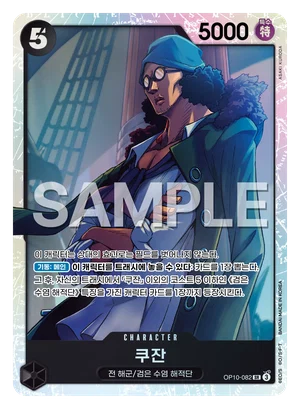 5
5000
특수
特
SAMPLE
이 캐릭터는 상대의 효과로는 필드를 벗어나지 않는다.
기동: 메인 이 캐릭터를 트래시에 놓을 수 있다: 카드를 1장 뽑는다.
그 후, 자신의 트래시에서 「쿠잔」 이외의 코스트 5 이하인 《검은
수염 해적단》 특징을 가진 캐릭터 카드를 1장까지 등장시킨다.
CHARACTER
쿠잔
전 해군/검은 수염 해적단
OP10-082 SR 3